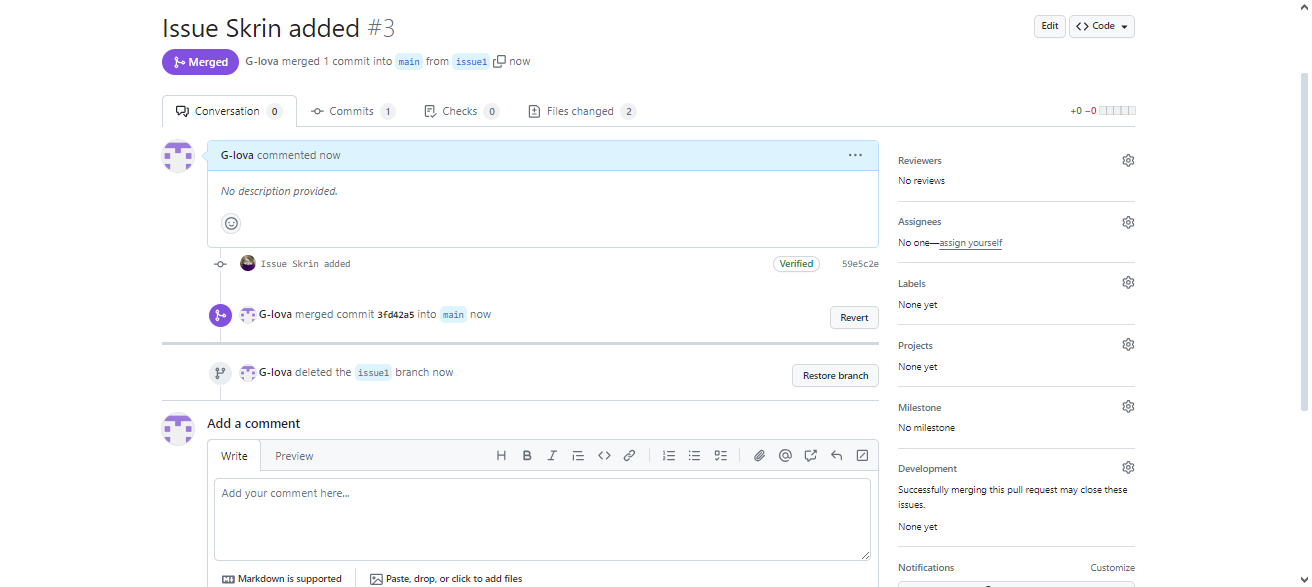 Issue Skrin added #3
Edit
Code
Merged
G-lova merged 1 commit into main from issue1 now
Conversation 0
Commits 1
Checks 0
Files changed 2
+0 −0
G-lova commented now
No description provided.
Issue Skrin added
Verified
59e5c2e
G-lova merged commit 3fd42a5 into main now
Revert
G-lova deleted the issue1 branch now
Restore branch
Add a comment
Write
Preview
Add your comment here...
Markdown is supported
Paste, drop, or click to add files
Reviewers
No reviews
Assignees
No one—assign yourself
Labels
None yet
Projects
None yet
Milestone
No milestone
Development
Successfully merging this pull request may close these
issues.
None yet
Notifications
Customize